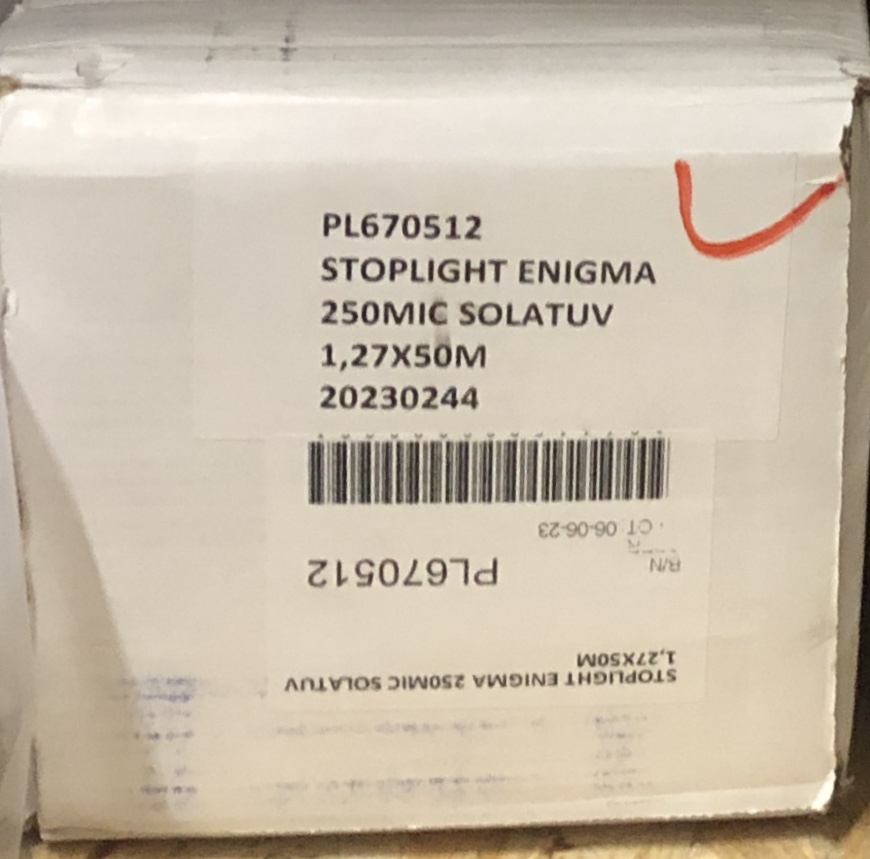 PL670512
STOPLIGHT ENIGMA
250MIC SOLATUV
1,27X50M
20230244
STOPLIGHT ENIGMA 250MIC SOLATUV
1,27X50M
R/N
PL670512
CT 06-06-23